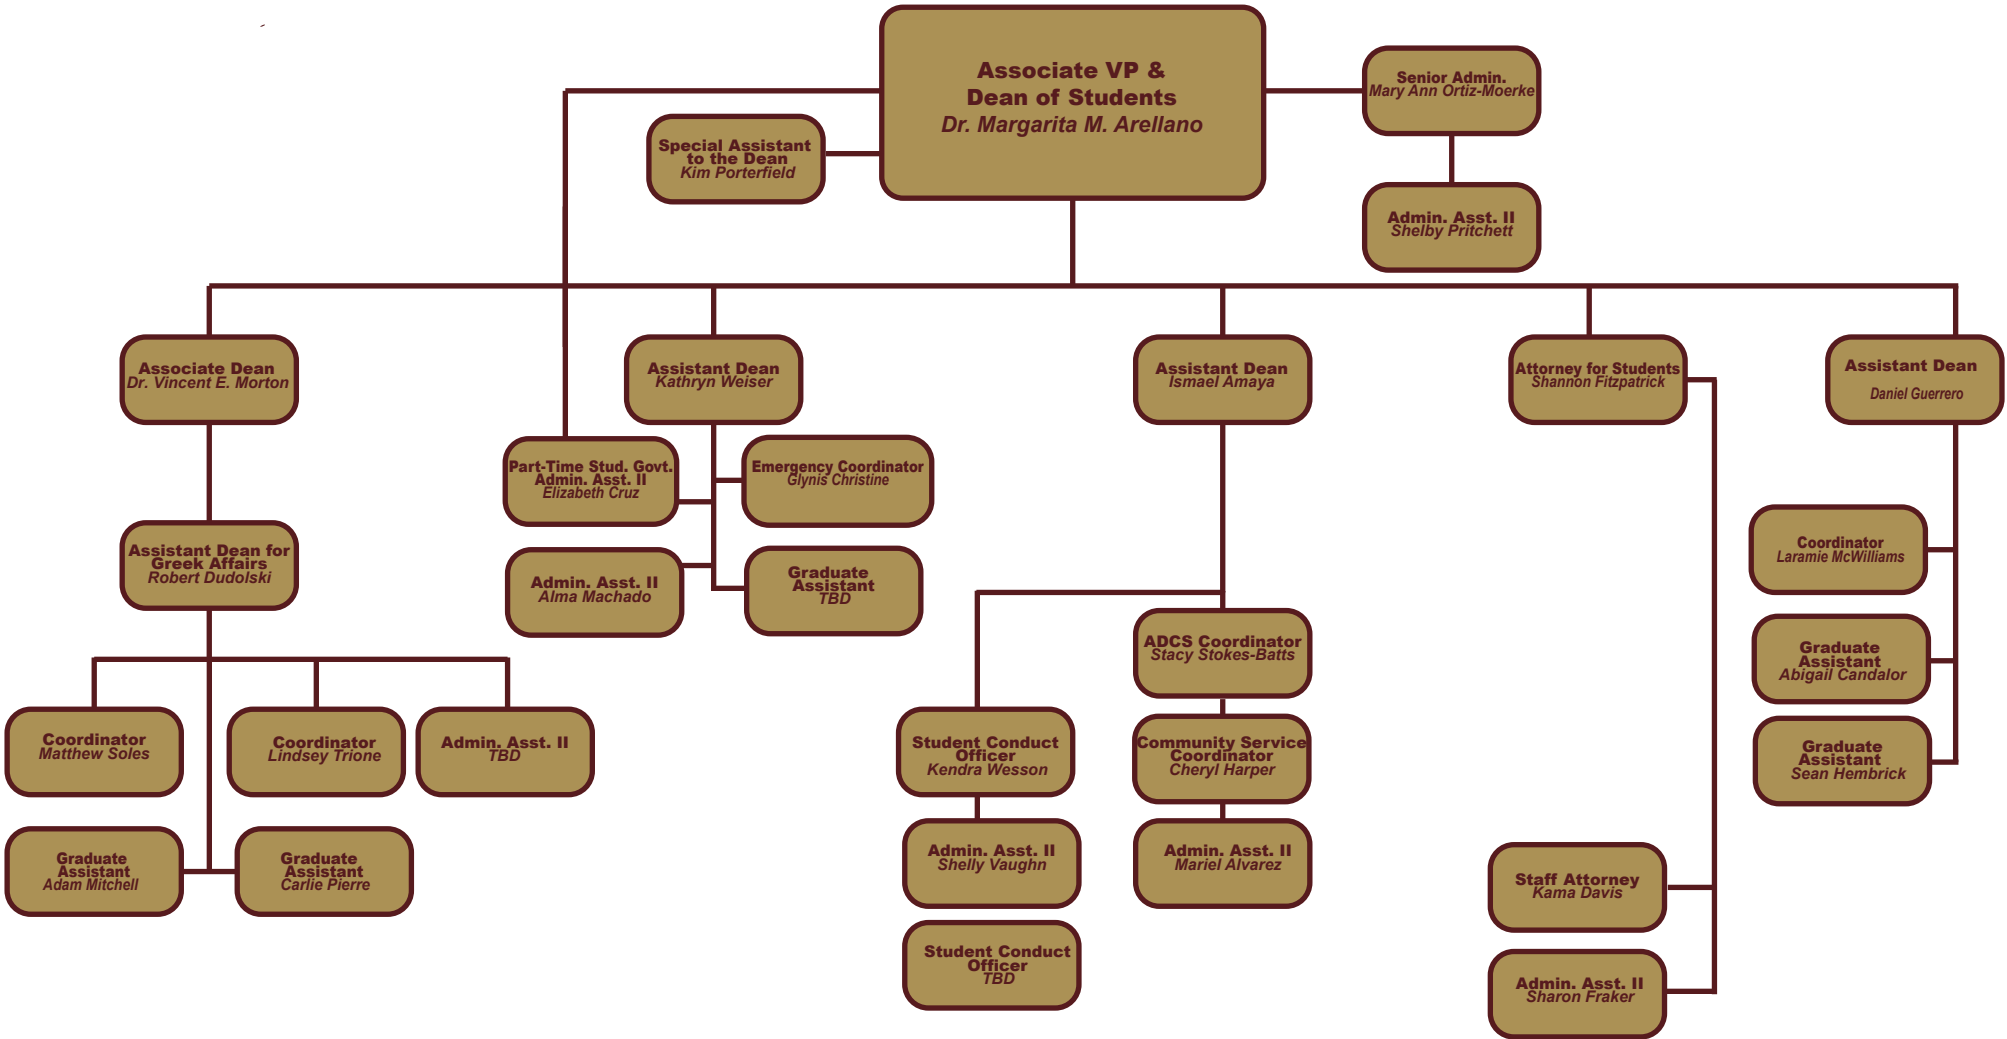 Associate VP &
Dean of Students
Dr. Margarita M. Arellano
Senior Admin.
Mary Ann Ortiz-Moerke
Special Assistant
to the Dean
Kim Porterfield
Admin. Asst. II
Shelby Pritchett
Associate Dean
Dr. Vincent E. Morton
Assistant Dean
Kathryn Weiser
Assistant Dean
Ismael Amaya
Attorney for Students
Shannon Fitzpatrick
Assistant Dean
Daniel Guerrero
Part-Time Stud. Govt.
Admin. Asst. II
Elizabeth Cruz
Emergency Coordinator
Glynis Christine
Assistant Dean for
Greek Affairs
Robert Dudolski
Admin. Asst. II
Alma Machado
Graduate
Assistant
TBD
Coordinator
Laramie McWilliams
ADCS Coordinator
Stacy Stokes-Batts
Graduate
Assistant
Abigail Candalor
Coordinator
Matthew Soles
Coordinator
Lindsey Trione
Admin. Asst. II
TBD
Student Conduct
Officer
Kendra Wesson
Community Service
Coordinator
Cheryl Harper
Graduate
Assistant
Sean Hembrick
Graduate
Assistant
Adam Mitchell
Graduate
Assistant
Carlie Pierre
Admin. Asst. II
Shelly Vaughn
Admin. Asst. II
Mariel Alvarez
Staff Attorney
Kama Davis
Student Conduct
Officer
TBD
Admin. Asst. II
Sharon Fraker